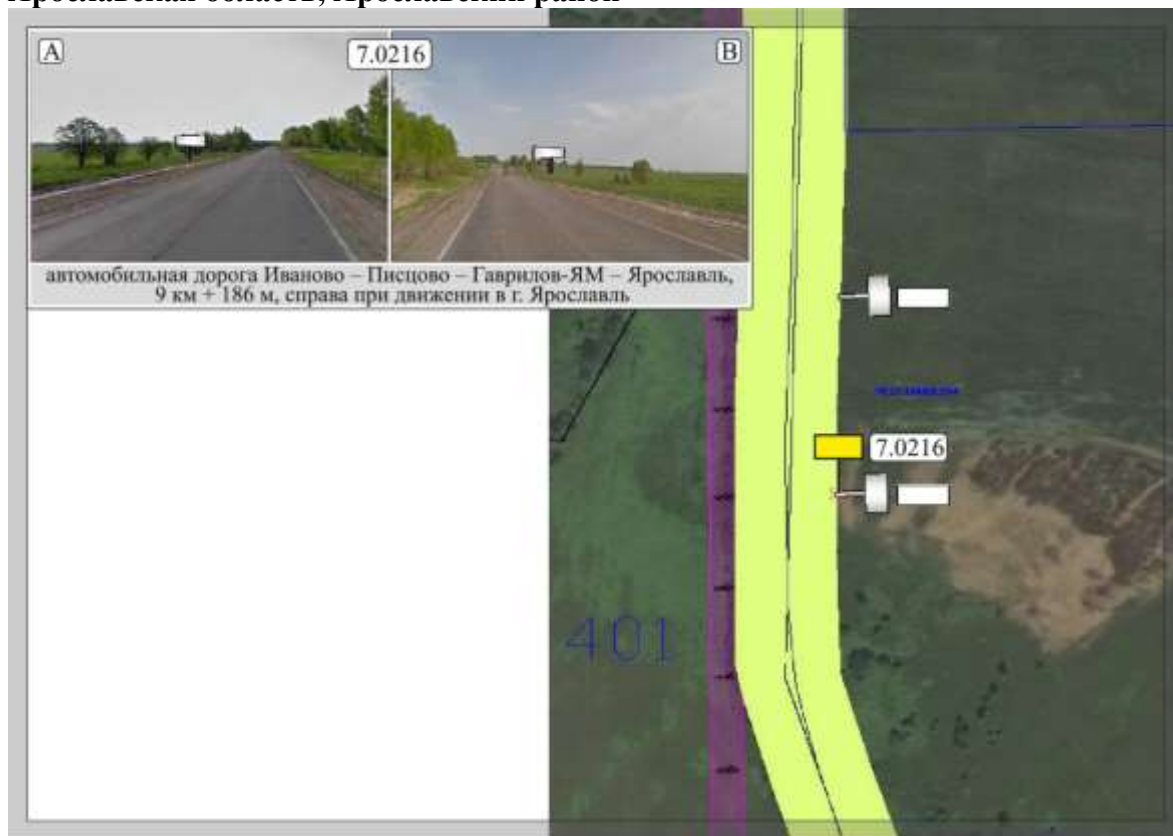 Ярославская область, Ярославский район
A
7.0216
B
автомобильная дорога Иваново – Писцово – Гаврилов-ЯМ – Ярославль,
9 км + 186 м, справа при движении в г. Ярославль
7.0216
401